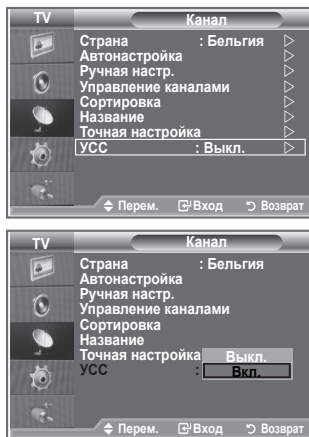 TV Канал
Страна : Бельгия
Автонастройка
Ручная настр.
Управление каналами
Сортировка
Название
Точная настройка
УСС : Выкл.
Перем. Вход Возврат
TV Канал
Страна : Бельгия
Автонастройка
Ручная настр.
Управление каналами
Сортировка
Название
Точная настройка Выкл.
УСС : Вкл.
Перем. Вход Возврат